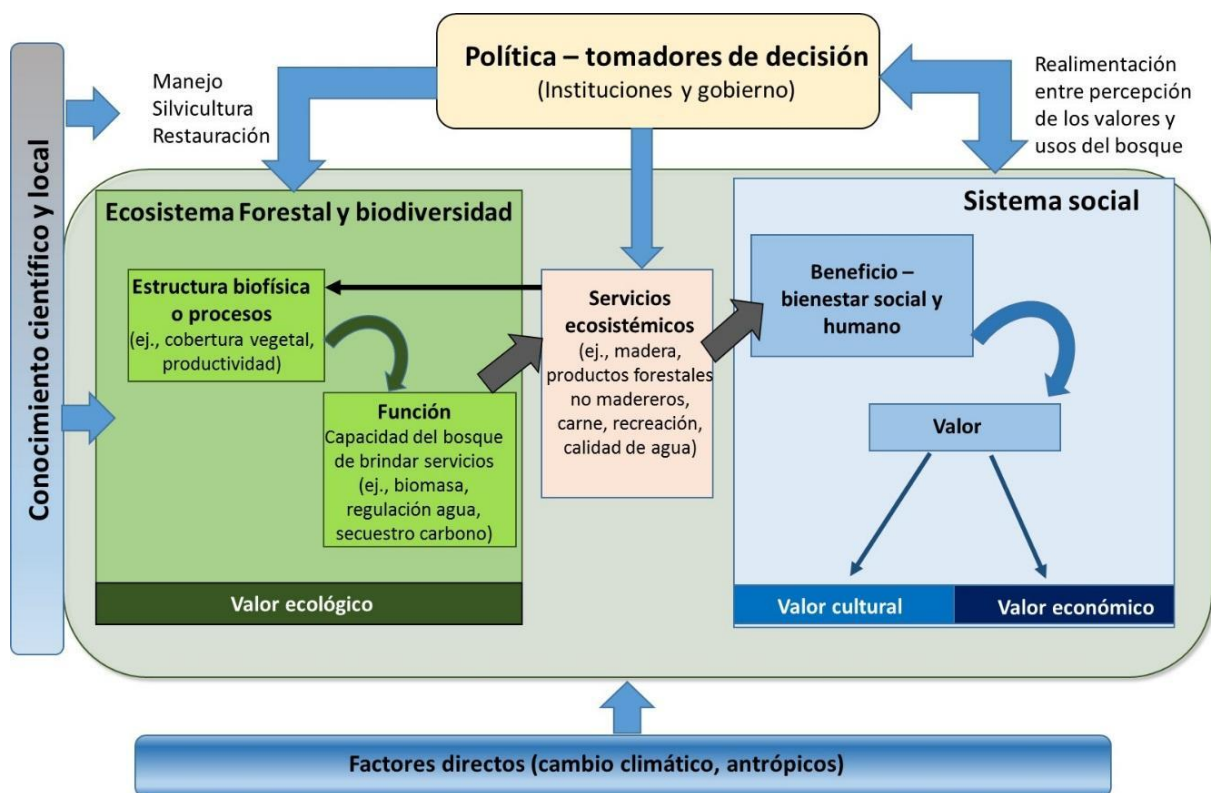 Política – tomadores de decisión
(Instituciones y gobierno)
Manejo
Silvicultura
Restauración
Realimentación
entre percepción
de los valores y
usos del bosque
Conocimiento científico y local
Ecosistema Forestal y biodiversidad
Estructura biofísica
o procesos
(ej., cobertura vegetal,
productividad)
Función
Capacidad del bosque
de brindar servicios
(ej., biomasa,
regulación agua,
secuestro carbono)
Valor ecológico
Servicios
ecosistémicos
(ej., madera,
productos forestales
no madereros,
carne, recreación,
calidad de agua)
Sistema social
Beneficio –
bienestar social y
humano
Valor
Valor cultural
Valor económico
Factores directos (cambio climático, antrópicos)